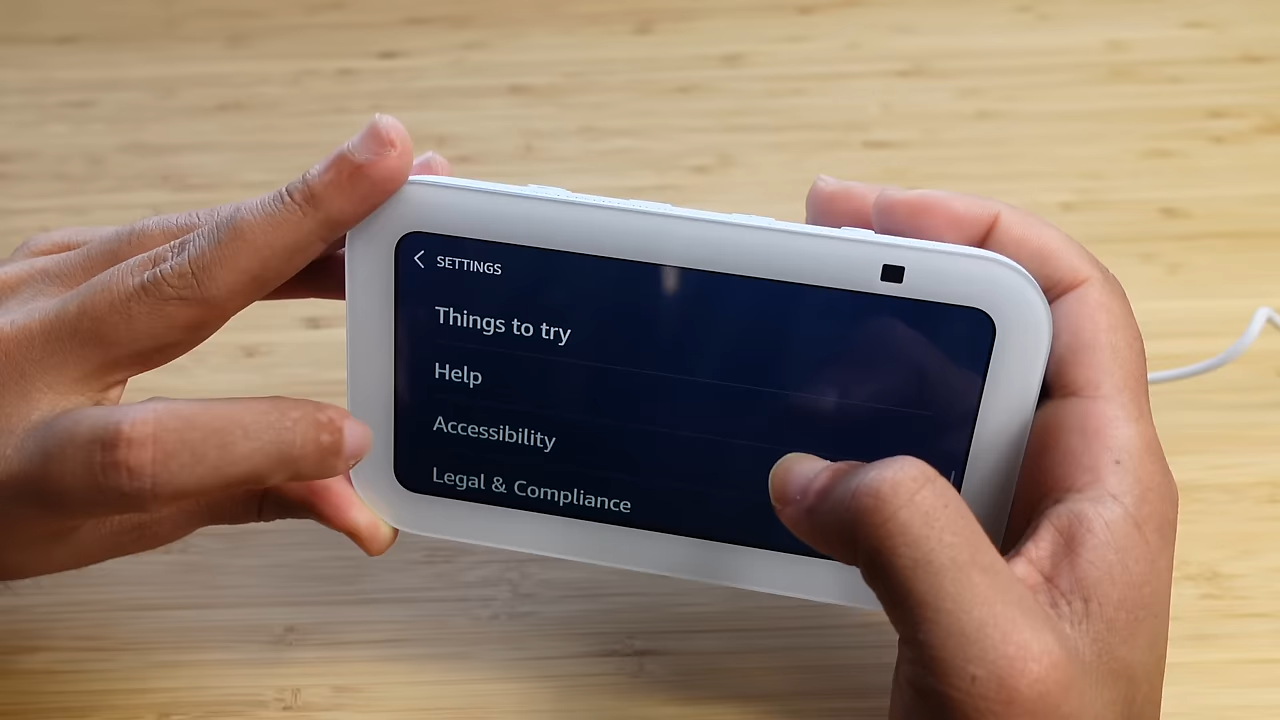 SETTINGS
Things to try
Help
Accessibility
Legal & Compliance